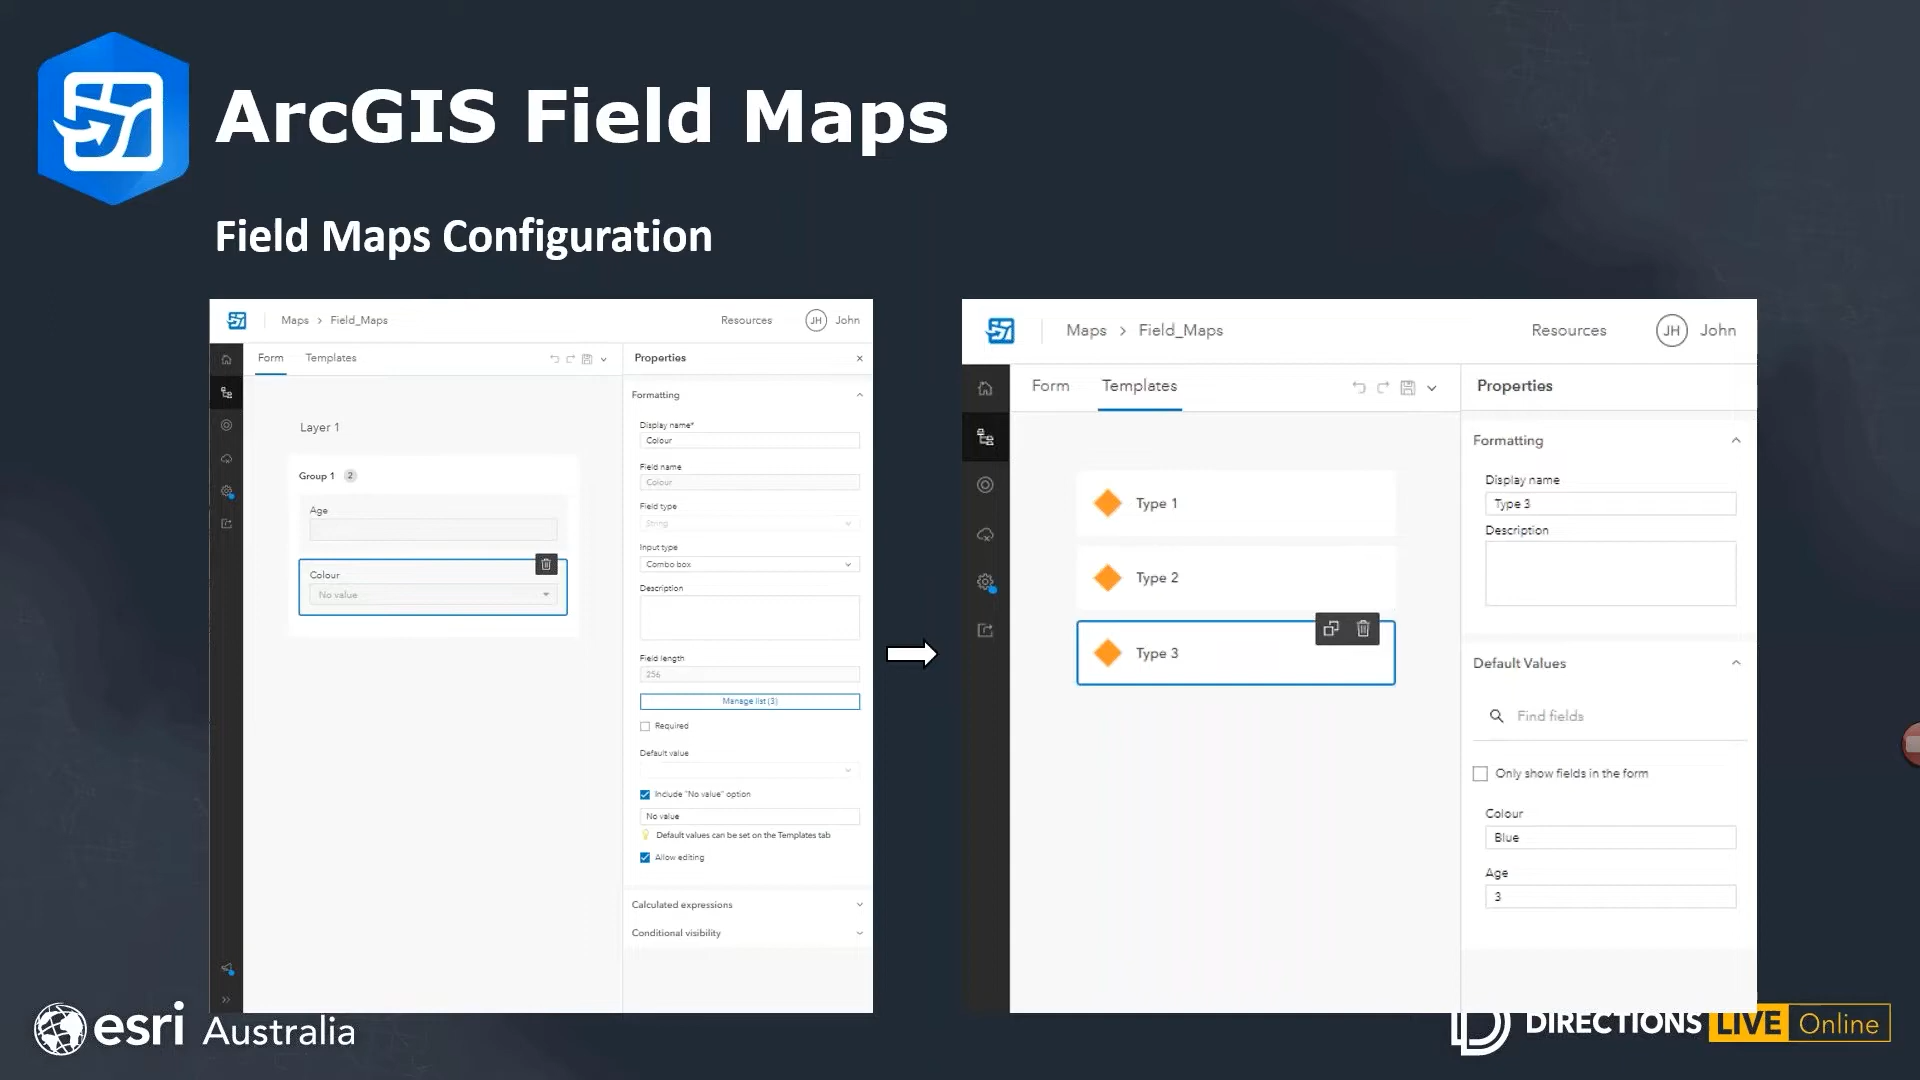 ArcGIS Field Maps
Field Maps Configuration
Maps > Field_Maps
Resources
JH John
Form Templates
Layer 1
Group 1 2
Age
Colour
No value
Properties
Formatting
Display name*
Colour
Field name
Colour
Field type
String
Input type
Combo box
Description
Field length
256
Manage list (3)
Required
Default value
Include "No value" option
No value
Default values can be set on the Templates tab
Allow editing
Calculated expressions
Conditional visibility
Maps > Field_Maps
Resources
JH John
Form Templates
Type 1
Type 2
Type 3
Properties
Formatting
Display name
Type 3
Description
Default Values
Find fields
Only show fields in the form
Colour
Blue
Age
3
esri Australia
DIRECTIONS LIVE Online